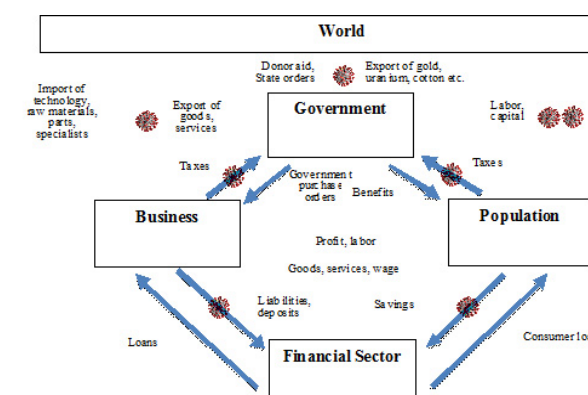 World
Donor aid,
State orders
Export of gold,
uranium, cotton etc.
Import of
technology,
raw materials,
parts,
specialists
Export of
goods,
services
Government
Labor,
capital
Taxes
Taxes
Government
purchase
orders
Benefits
Business
Population
Profit, labor
Goods, services, wage
Liabilities,
deposits
Savings
Loans
Consumer lo
Financial Sector